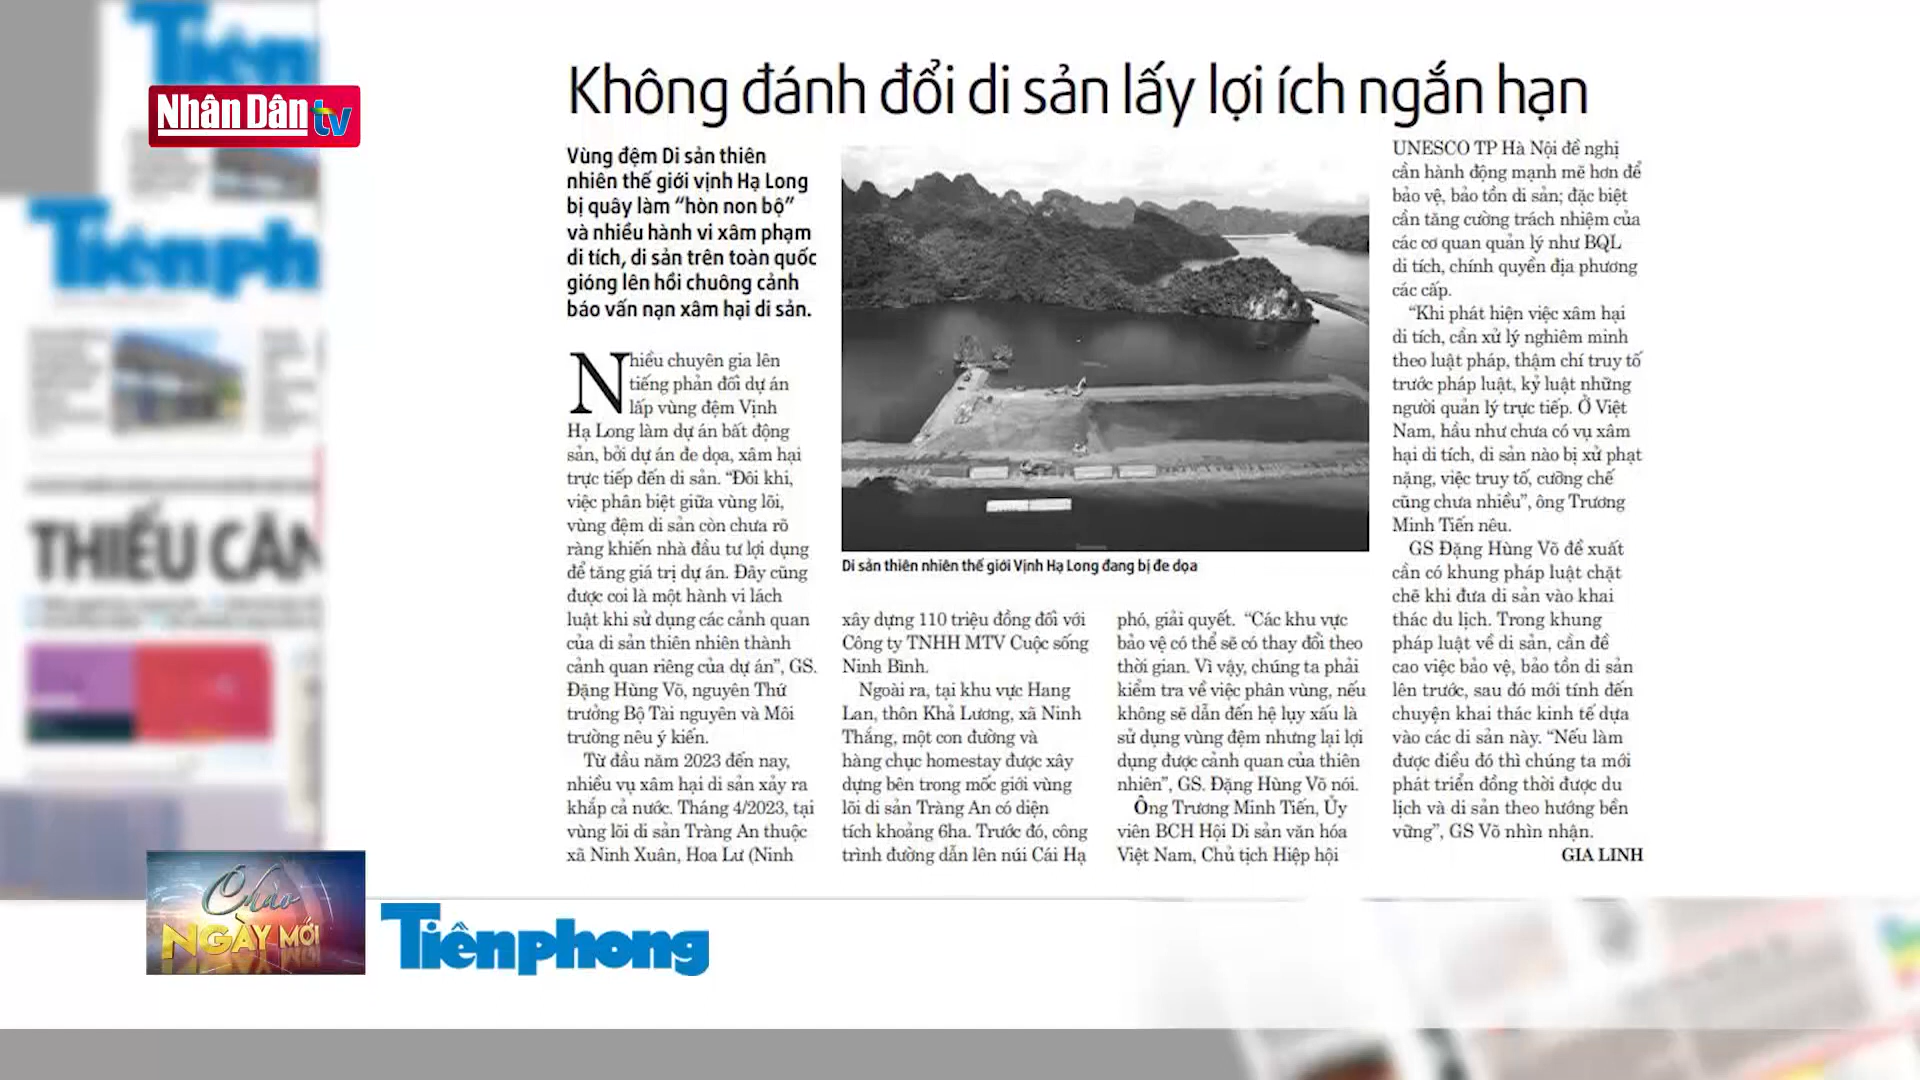 Nhân Dân tv
Không đánh đổi di sản lấy lợi ích ngắn hạn
Vùng đệm Di sản thiên
nhiên thế giới vịnh Hạ Long
bị quây làm “hòn non bộ”
và nhiều hành vi xâm phạm
di tích, di sản trên toàn quốc
gióng lên hồi chuông cảnh
báo vấn nạn xâm hại di sản.
Nhiều chuyên gia lên
tiếng phản đối dự án
lấp vùng đệm Vịnh
Hạ Long làm dự án bất động
sản, bởi dự án đe dọa, xâm hại
trực tiếp đến di sản. “Đôi khi,
việc phân biệt giữa vùng lõi,
vùng đệm di sản còn chưa rõ
ràng khiến nhà đầu tư lợi dụng
để tăng giá trị dự án. Đây cũng
được coi là một hành vi lách
luật khi sử dụng các cảnh quan
của di sản thiên nhiên thành
cảnh quan riêng của dự án”, GS.
Đặng Hùng Võ, nguyên Thứ
trưởng Bộ Tài nguyên và Môi
trường nêu ý kiến.
Từ đầu năm 2023 đến nay,
nhiều vụ xâm hại di sản xảy ra
khắp cả nước. Tháng 4/2023, tại
vùng lõi di sản Tràng An thuộc
xã Ninh Xuân, Hoa Lư (Ninh
Di sản thiên nhiên thế giới Vịnh Hạ Long đang bị đe dọa
xây dựng 110 triệu đồng đối với
Công ty TNHH MTV Cuộc sống
Ninh Bình.
Ngoài ra, tại khu vực Hang
Lan, thôn Khả Lương, xã Ninh
Thắng, một con đường và
hàng chục homestay được xây
dựng bên trong mốc giới vùng
lõi di sản Tràng An có diện
tích khoảng 6ha. Trước đó, công
trình đường dẫn lên núi Cái Hạ
phó, giải quyết. “Các khu vực
bảo vệ có thể sẽ có thay đổi theo
thời gian. Vì vậy, chúng ta phải
kiểm tra về việc phân vùng, nếu
không sẽ dẫn đến hệ lụy xấu là
sử dụng vùng đệm nhưng lại lợi
dụng được cảnh quan của thiên
nhiên”, GS. Đặng Hùng Võ nói.
Ông Trương Minh Tiến, Ủy
viên BCH Hội Di sản văn hóa
Việt Nam, Chủ tịch Hiệp hội
UNESCO TP Hà Nội đề nghị
cần hành động mạnh mẽ hơn để
bảo vệ, bảo tồn di sản; đặc biệt
cần tăng cường trách nhiệm của
các cơ quan quản lý như BQL
di tích, chính quyền địa phương
các cấp.
“Khi phát hiện việc xâm hại
di tích, cần xử lý nghiêm minh
theo luật pháp, thậm chí truy tố
trước pháp luật, kỷ luật những
người quản lý trực tiếp. Ở Việt
Nam, hầu như chưa có vụ xâm
hại di tích, di sản nào bị xử phạt
nặng, việc truy tố, cưỡng chế
cũng chưa nhiều”, ông Trương
Minh Tiến nêu.
GS Đặng Hùng Võ đề xuất
cần có khung pháp luật chặt
chẽ khi đưa di sản vào khai
thác du lịch. Trong khung
pháp luật về di sản, cần đề
cao việc bảo vệ, bảo tồn di sản
lên trước, sau đó mới tính đến
chuyện khai thác kinh tế dựa
vào các di sản này. “Nếu làm
được điều đó thì chúng ta mới
phát triển đồng thời được du
lịch và di sản theo hướng bền
vững”, GS Võ nhìn nhận.
GIA LINH
Tiền
Tiềnph
THIẾU CĂN
Chào
NGÀY MỚI
Tiềnphong